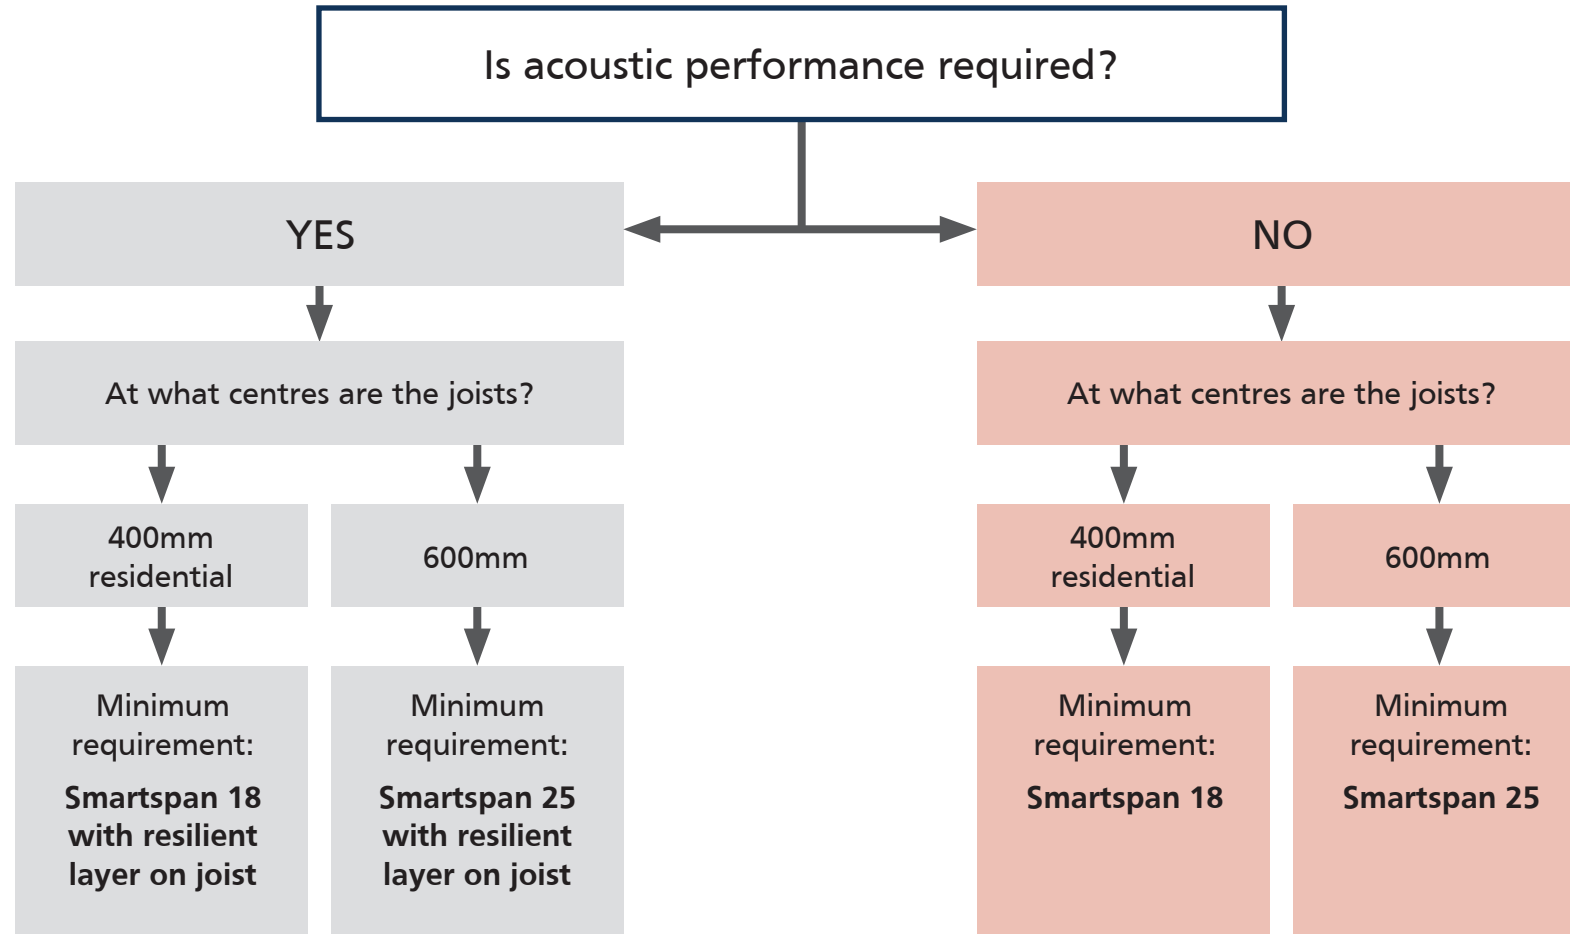 Is acoustic performance required?
YES
NO
At what centres are the joists?
At what centres are the joists?
400mm
residential
600mm
400mm
residential
600mm
Minimum
requirement:
Smartspan 18
with resilient
layer on joist
Minimum
requirement:
Smartspan 25
with resilient
layer on joist
Minimum
requirement:
Smartspan 18
Minimum
requirement:
Smartspan 25